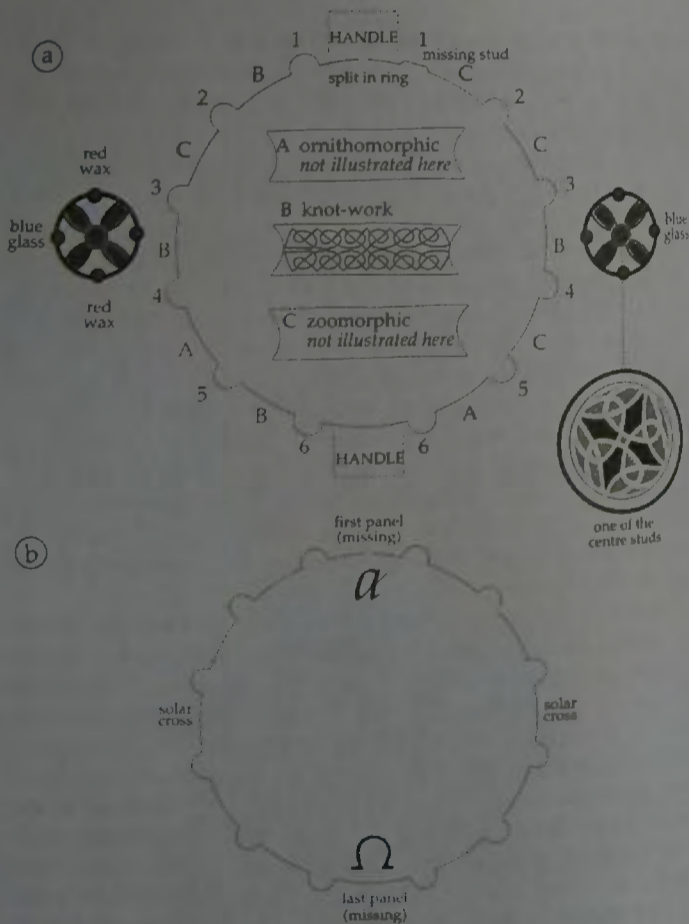 a
1 HANDLE 1
missing stud
split in ring
B
C
2
2
A ornithomorphic
not illustrated here
C
C
red
wax
3
3
B knot-work
blue
glass
blue
glass
B
B
red
wax
4
4
C zoomorphic
not illustrated here
A
C
5
5
B
A
6
6
HANDLE
one of the
centre studs
b
first panel
(missing)
α
solar
cross
solar
cross
Ω
last panel
(missing)